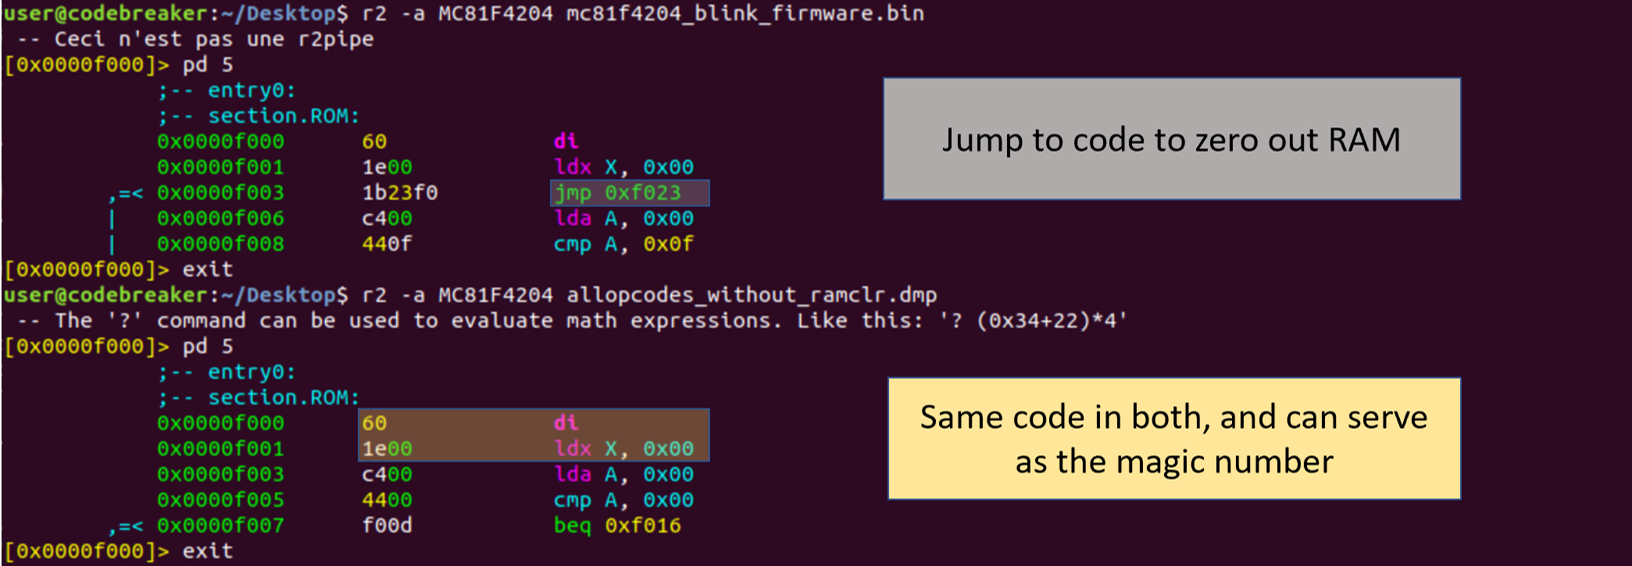 user@codebreaker:~/Desktop$ r2 -a MC81F4204 mc81f4204_blink_firmware.bin
-- Ceci n'est pas une r2pipe
[0x0000f000]> pd 5
;-- entry0:
;-- section.ROM:
0x0000f000 60 di
0x0000f001 1e00 ldx X, 0x00
,=< 0x0000f003 1b23f0 jmp 0xf023
| 0x0000f006 c400 lda A, 0x00
| 0x0000f008 440f cmp A, 0x0f
[0x0000f000]> exit
Jump to code to zero out RAM
user@codebreaker:~/Desktop$ r2 -a MC81F4204 allopcodes_without_ramclr.dmp
-- The '?' command can be used to evaluate math expressions. Like this: '? (0x34+22)*4'
[0x0000f000]> pd 5
;-- entry0:
;-- section.ROM:
0x0000f000 60 di
0x0000f001 1e00 ldx X, 0x00
0x0000f003 c400 lda A, 0x00
0x0000f005 4400 cmp A, 0x00
,=< 0x0000f007 f00d beq 0xf016
[0x0000f000]> exit
Same code in both, and can serve
as the magic number